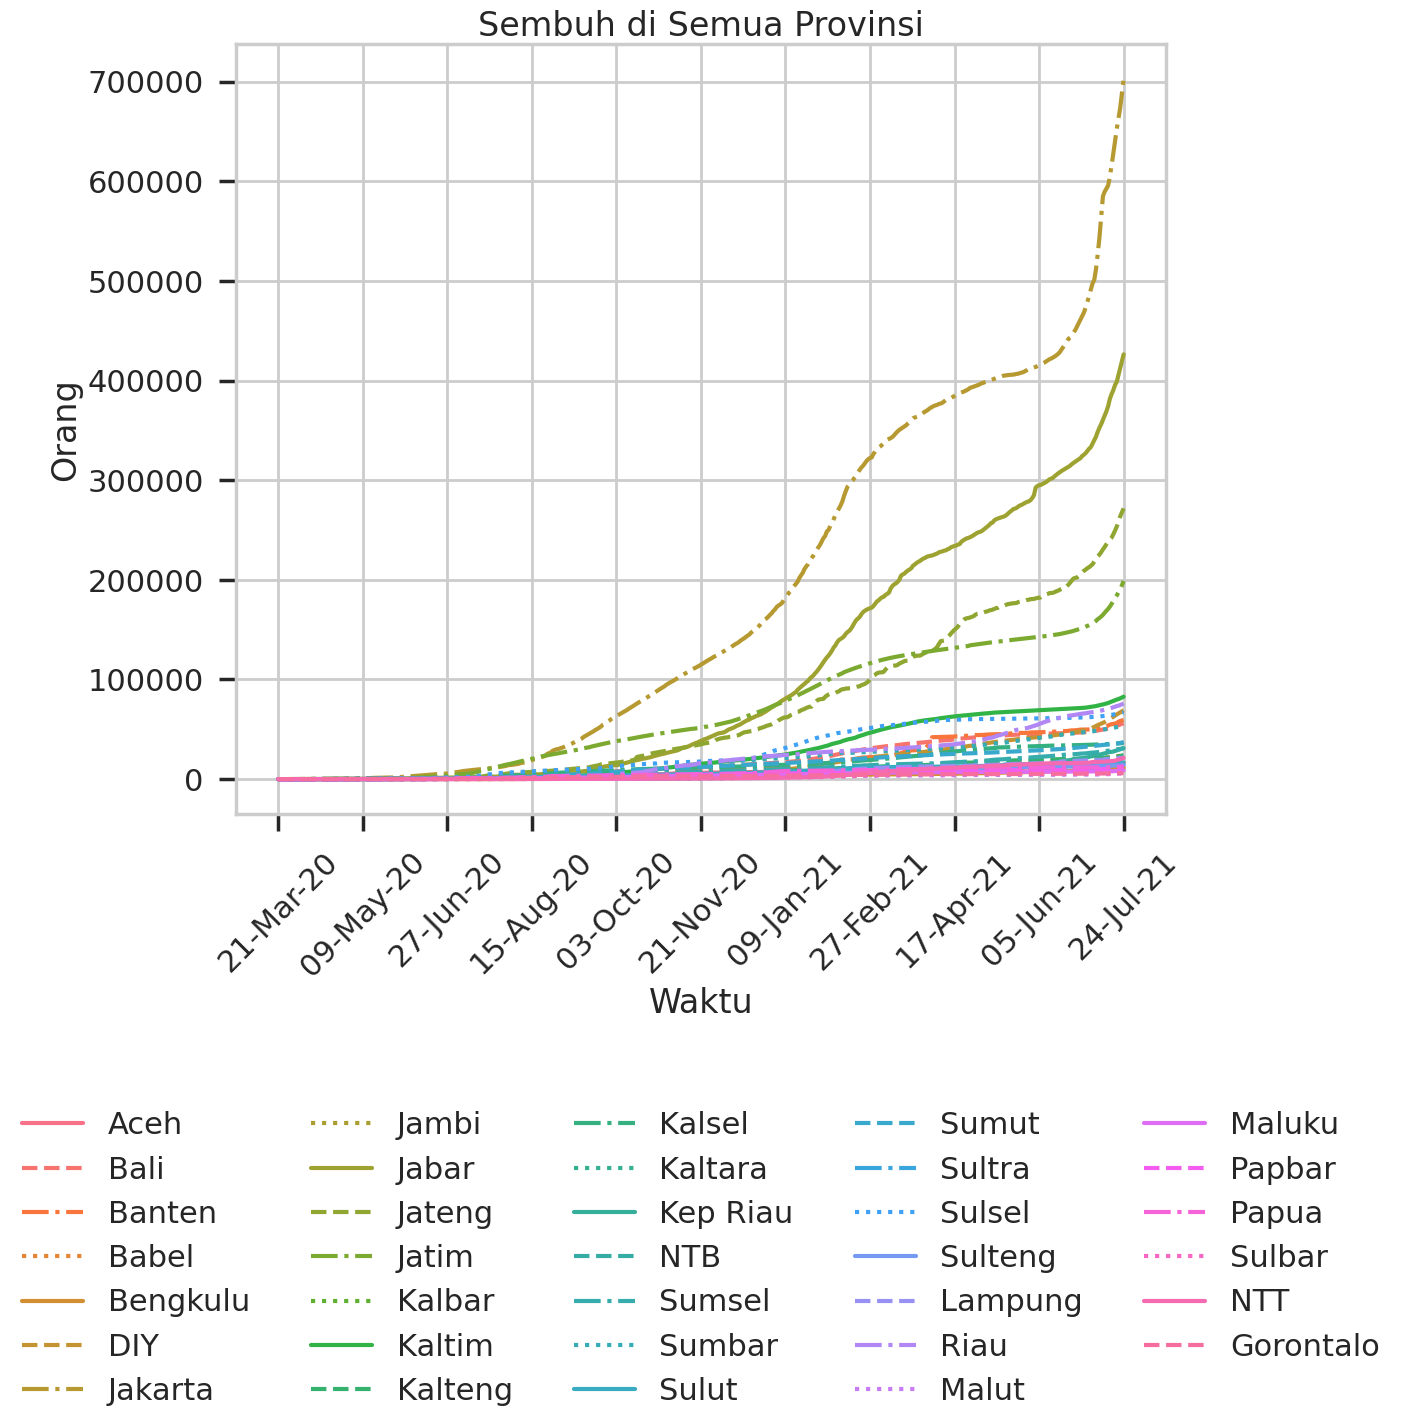 Sembuh di Semua Provinsi
700000
600000
500000
400000
300000
200000
100000
0
Orang
21-Mar-20
09-May-20
27-Jun-20
15-Aug-20
03-Oct-20
21-Nov-20
09-Jan-21
27-Feb-21
17-Apr-21
05-Jun-21
24-Jul-21
Waktu
Aceh
Bali
Banten
Babel
Bengkulu
DIY
Jakarta
Jambi
Jabar
Jateng
Jatim
Kalbar
Kaltim
Kalteng
Kalsel
Kaltara
Kep Riau
NTB
Sumsel
Sumbar
Sulut
Sumut
Sultra
Sulsel
Sulteng
Lampung
Riau
Malut
Maluku
Papbar
Papua
Sulbar
NTT
Gorontalo